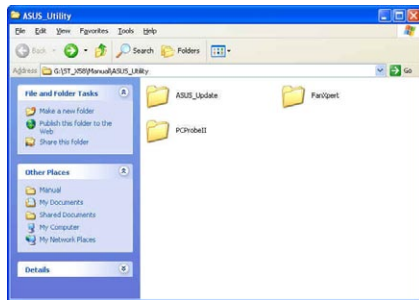 ASUS_Utility
File Edit View Favorites Tools Help
Back Search Folders
Address G:\ST_X58\Manual\ASUS_Utility Go
File and Folder Tasks
Make a new folder
Publish this folder to the Web
Share this folder
Other Places
Manual
My Documents
Shared Documents
My Computer
My Network Places
Details
ASUS_Update
FanXpert
PCProbeII